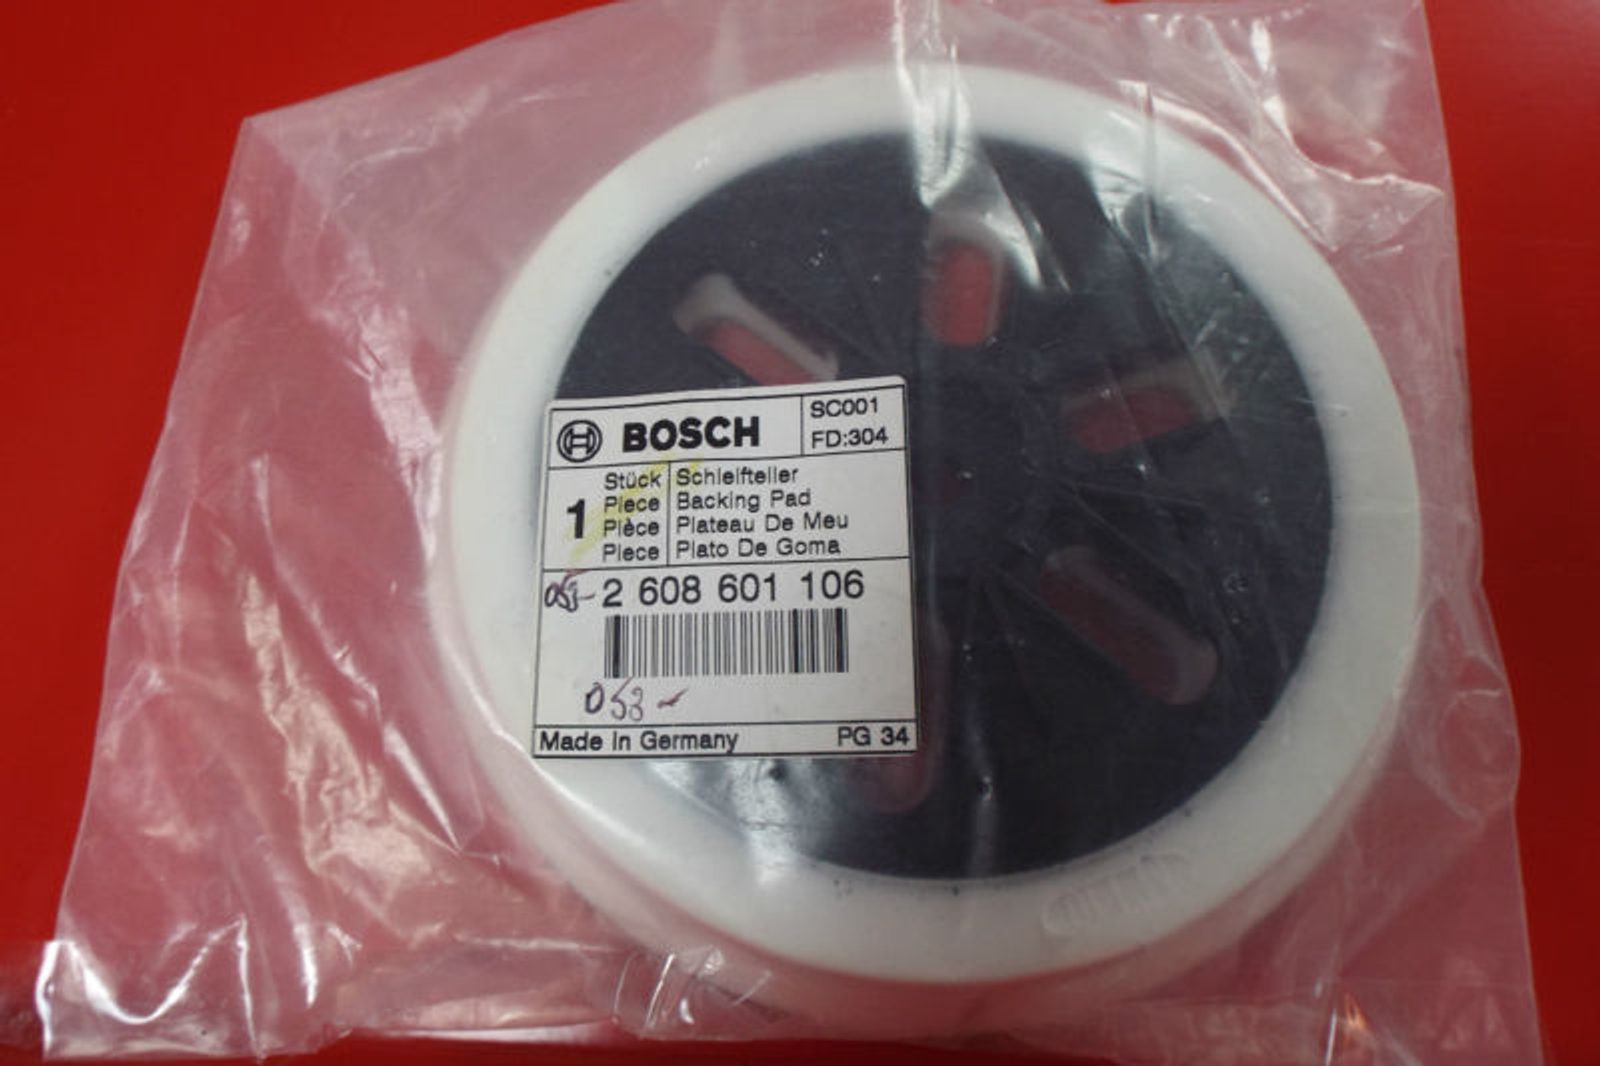 BOSCH
SC001
FD:304
1
Stück
Piece
Pièce
Piece
Schleifteller
Backing Pad
Plateau De Meu
Plato De Goma
2 608 601 106
053-
Made In Germany
PG 34